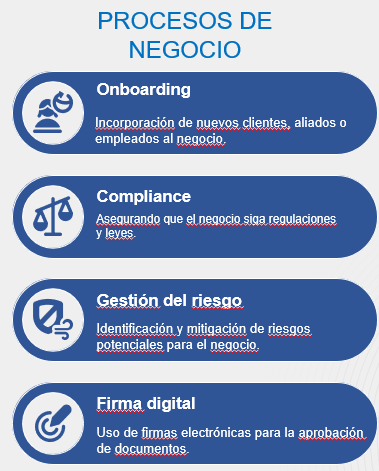 PROCESOS DE
NEGOCIO
Onboarding
Incorporación de nuevos clientes, aliados o
empleados al negocio.
Compliance
Asegurando que el negocio siga regulaciones
y leyes.
Gestión del riesgo
Identificación y mitigación de riesgos
potenciales para el negocio.
Firma digital
Uso de firmas electrónicas para la aprobación
de documentos.